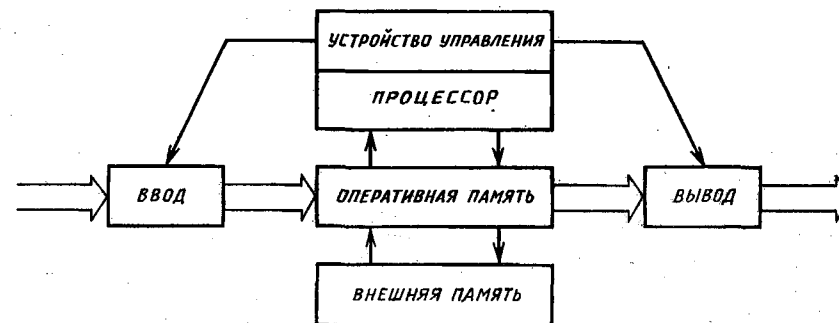 УСТРОЙСТВО УПРАВЛЕНИЯ
ПРОЦЕССОР
ВВОД
ОПЕРАТИВНАЯ ПАМЯТЬ
ВЫВОД
ВНЕШНЯЯ ПАМЯТЬ